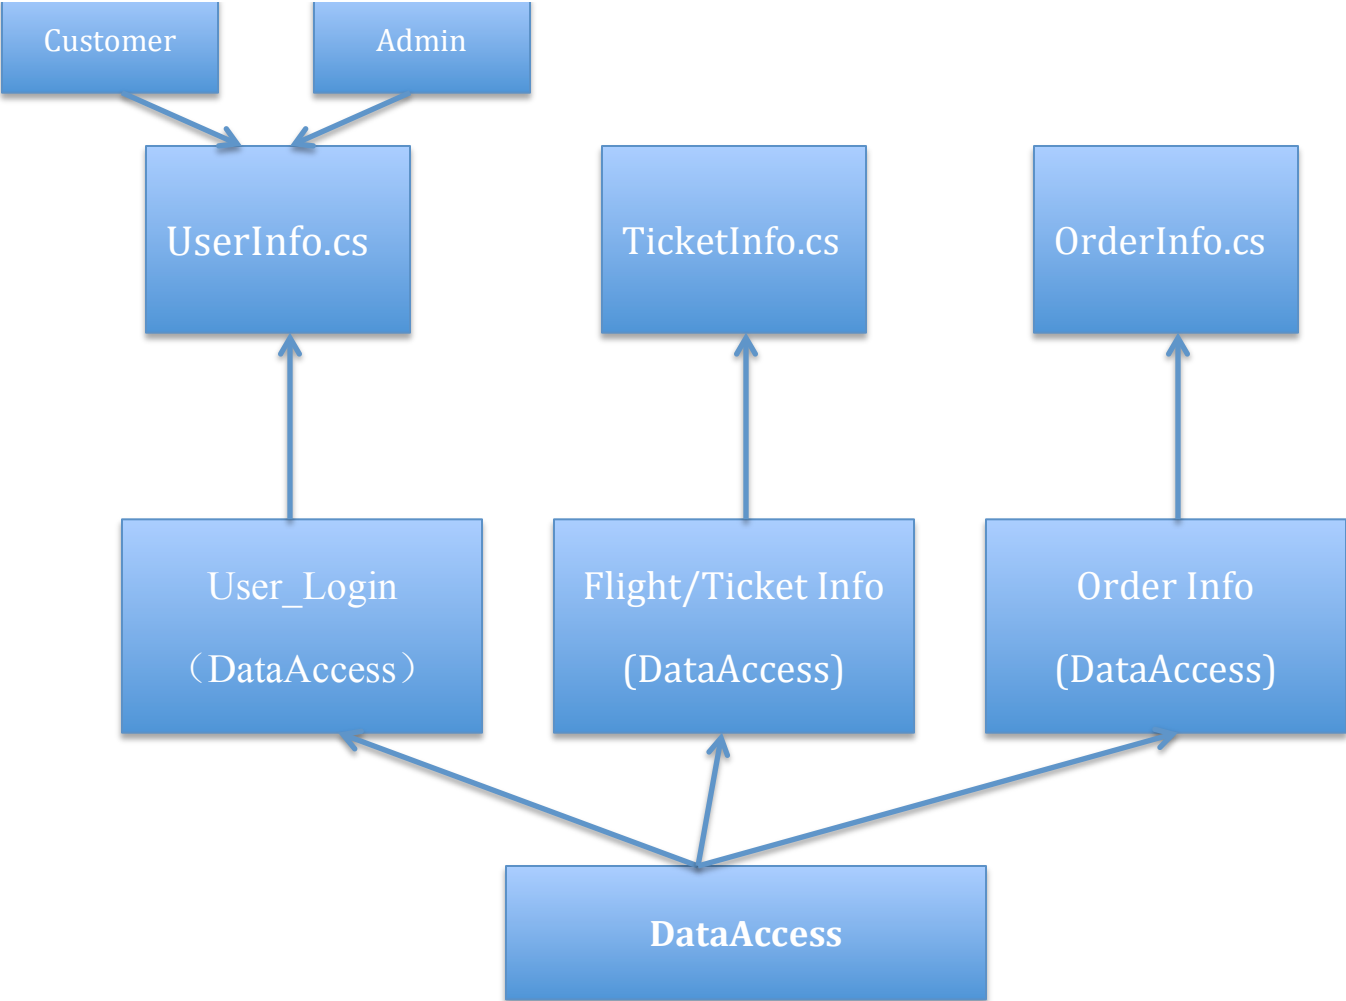 Customer
Admin
UserInfo.cs
TicketInfo.cs
OrderInfo.cs
User_Login
（DataAccess）
Flight/Ticket Info
(DataAccess)
Order Info
(DataAccess)
DataAccess